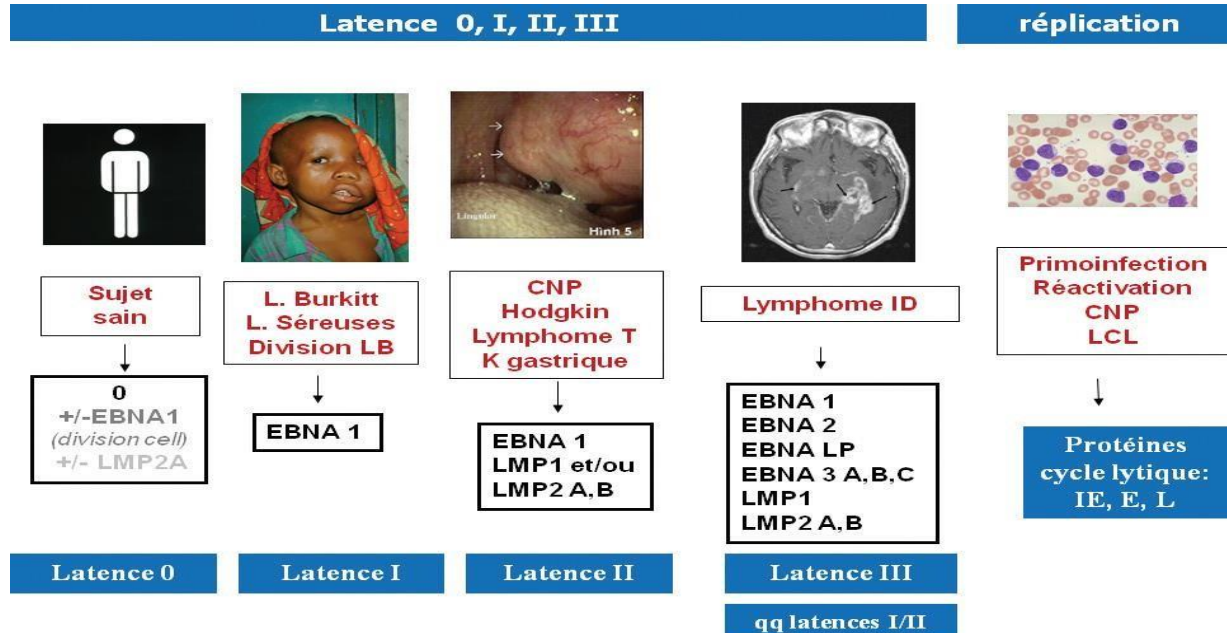 Latence 0, I, II, III
réplication
Lingular
Hình 5
Sujet
sain
L. Burkitt
L. Séreuses
Division LB
CNP
Hodgkin
Lymphome T
K gastrique
Lymphome ID
Primoinfection
Réactivation
CNP
LCL
0
+/-EBNA1
(division cell)
+/- LMP2A
EBNA 1
EBNA 1
LMP1 et/ou
LMP2 A,B
EBNA 1
EBNA 2
EBNA LP
EBNA 3 A,B,C
LMP1
LMP2 A,B
Protéines
cycle lytique:
IE, E, L
Latence 0
Latence I
Latence II
Latence III
qq latences I/II